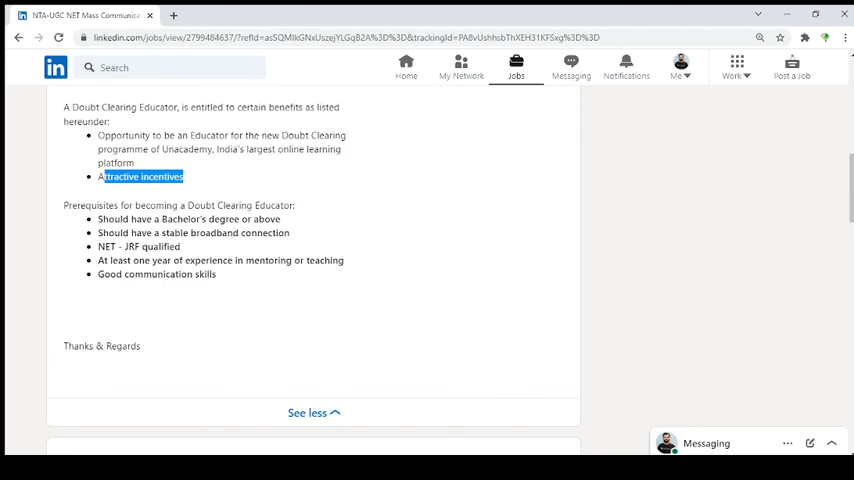 NTA-UGC NET Mass Communica
linkedin.com/jobs/view/2799484637/?refId=asSQMlkGNxUszejYLGqB2A%3D%3D&trackingId=PA8vUshhsbThXEH31KFSxg%3D%3D
in
Search
Home
My Network
Jobs
Messaging
Notifications
Me
Work
Post a Job
A Doubt Clearing Educator, is entitled to certain benefits as listed
hereunder:
Opportunity to be an Educator for the new Doubt Clearing
programme of Unacademy, India's largest online learning
platform
Attractive incentives
Prerequisites for becoming a Doubt Clearing Educator:
Should have a Bachelor's degree or above
Should have a stable broadband connection
NET - JRF qualified
At least one year of experience in mentoring or teaching
Good communication skills
Thanks & Regards
See less
Messaging